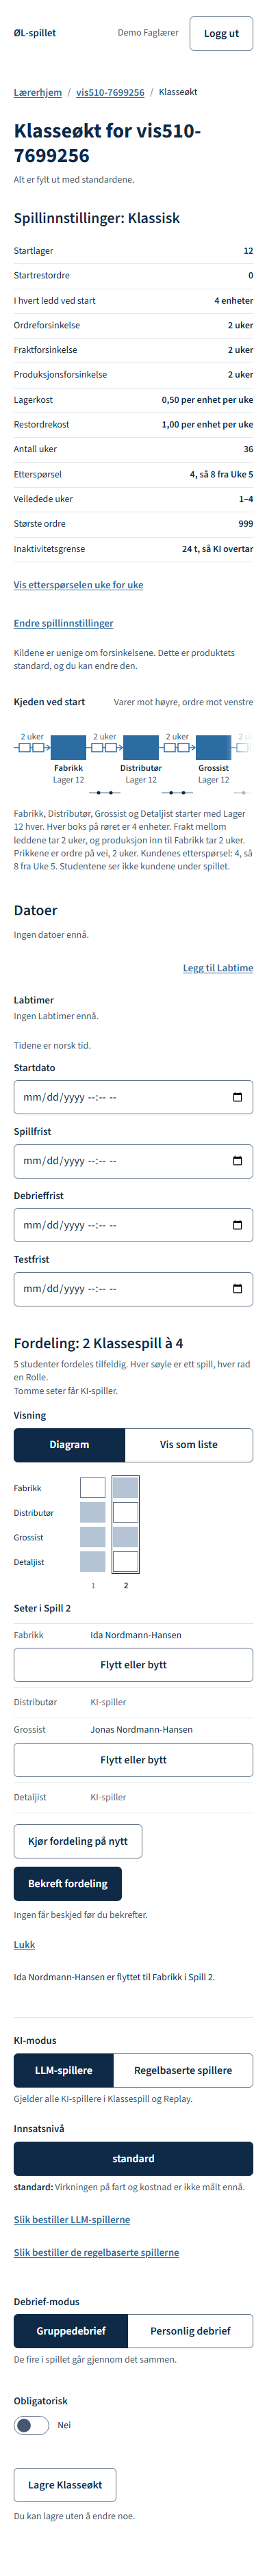 ØL-spillet
Demo Faglærer
Logg ut
Lærerhjem / vis510-7699256 / Klasseøkt
Klasseøkt for vis510-
7699256
Alt er fylt ut med standardene.
Spillinnstillinger: Klassisk
Startlager 12
Startrestordre 0
I hvert ledd ved start 4 enheter
Ordreforsinkelse 2 uker
Fraktforsinkelse 2 uker
Produksjonsforsinkelse 2 uker
Lagerkost 0,50 per enhet per uke
Restordrekost 1,00 per enhet per uke
Antall uker 36
Etterspørsel 4, så 8 fra Uke 5
Veiledede uker 1–4
Største ordre 999
Inaktivitetsgrense 24 t, så KI overtar
Vis etterspørselen uke for uke
Endre spillinnstillinger
Kildene er uenige om forsinkelsene. Dette er produktets
standard, og du kan endre den.
Kjeden ved start Varer mot høyre, ordre mot venstre
2 uker 2 uker 2 uker 2 u
Fabrikk Distributør Grossist
Lager 12 Lager 12 Lager 12
Fabrikk, Distributør, Grossist og Detaljist starter med Lager
12 hver. Hver boks på røret er 4 enheter. Frakt mellom
leddene tar 2 uker, og produksjon inn til Fabrikk tar 2 uker.
Prikkene er ordre på vei, 2 uker. Kundenes etterspørsel: 4, så
8 fra Uke 5. Studentene ser ikke kundene under spillet.
Datoer
Ingen datoer ennå.
Legg til Labtime
Labtimer
Ingen Labtimer ennå.
Tidene er norsk tid.
Startdato
mm/dd/yyyy --:-- --
Spillfrist
mm/dd/yyyy --:-- --
Debrieffrist
mm/dd/yyyy --:-- --
Testfrist
mm/dd/yyyy --:-- --
Fordeling: 2 Klassespill à 4
5 studenter fordeles tilfeldig. Hver søyle er ett spill, hver rad
en Rolle.
Tomme seter får KI-spiller.
Visning
Diagram Vis som liste
Fabrikk
Distributør
Grossist
Detaljist
1 2
Seter i Spill 2
Fabrikk Ida Nordmann-Hansen
Flytt eller bytt
Distributør KI-spiller
Grossist Jonas Nordmann-Hansen
Flytt eller bytt
Detaljist KI-spiller
Kjør fordeling på nytt
Bekreft fordeling
Ingen får beskjed før du bekrefter.
Lukk
Ida Nordmann-Hansen er flyttet til Fabrikk i Spill 2.
KI-modus
LLM-spillere Regelbaserte spillere
Gjelder alle KI-spillere i Klassespill og Replay.
Innsatsnivå
standard
standard: Virkningen på fart og kostnad er ikke målt ennå.
Slik bestiller LLM-spillerne
Slik bestiller de regelbaserte spillerne
Debrief-modus
Gruppedebrief Personlig debrief
De fire i spillet går gjennom det sammen.
Obligatorisk
Nei
Lagre Klasseøkt
Du kan lagre uten å endre noe.